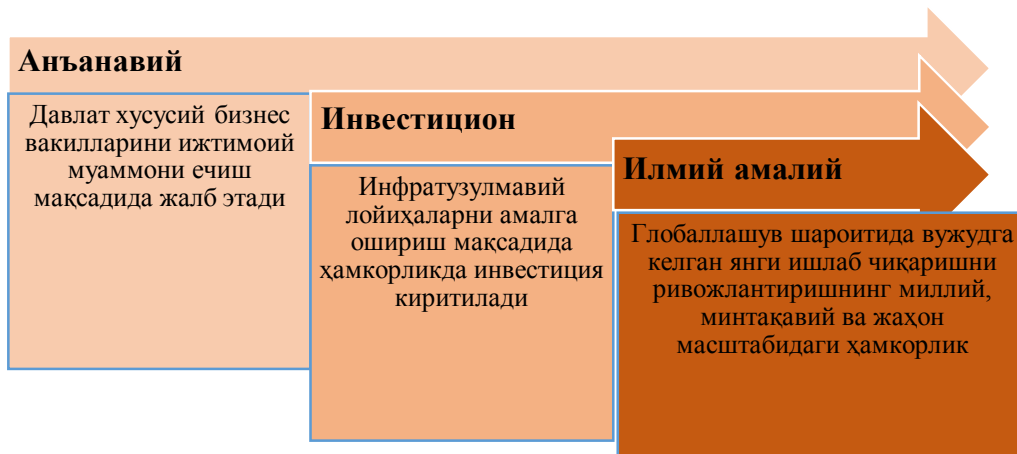 Анъанавий
Давлат хусусий бизнес
вакилларини ижтимоий
муаммони ечиш
мақсадида жалб этади
Инвестицион
Инфратузулмавий
лойиҳаларни амалга
ошириш мақсадида
ҳамкорликда инвестиция
киритилади
Илмий амалий
Глобаллашув шароитида вужудга
келган янги ишлаб чиқаришни
ривожлантиришнинг миллий,
минтақавий ва жаҳон
масштабидаги ҳамкорлик